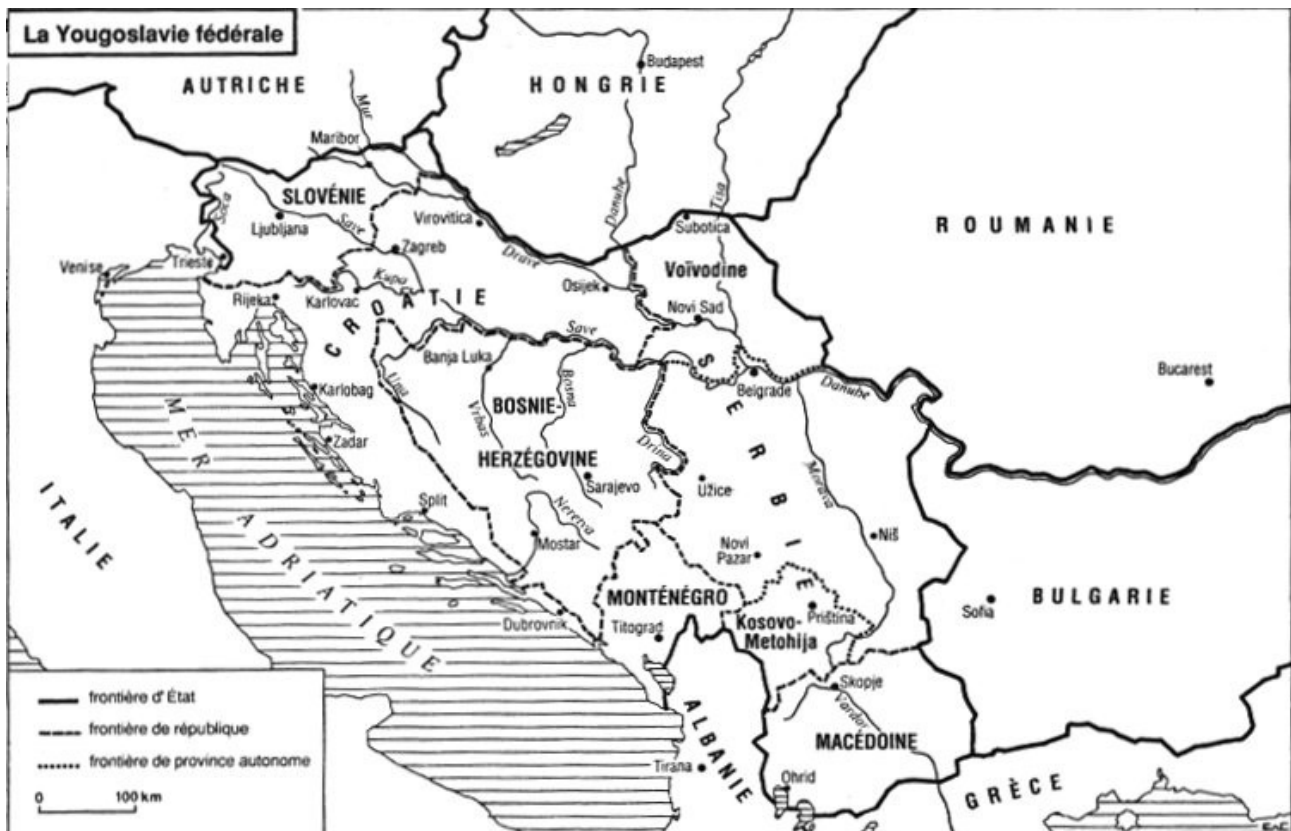 La Yougoslavie fédérale
AUTRICHE
HONGRIE
Budapest
Mur
Maribor
SLOVÉNIE
Danube
Tisa
Soča
Ljubljana
Save
Virovitica
Subotica
ROUMANIE
Zagreb
Drave
Venise
Trieste
Kupa
Osijek
Voïvodine
Rijeka
Karlovac
CROATIE
Novi Sad
Save
Banja Luka
Belgrade
Danube
Bucarest
Karlobag
Una
Vrbas
Bosna
BOSNIE-
HERZÉGOVINE
SERBIE
MER
ADRIATIQUE
Zadar
Drina
Morava
ITALIE
Sarajevo
Užice
Split
Neretva
Mostar
Novi
Pazar
Niš
MONTÉNÉGRO
Kosovo-
Metohija
Priština
Sofia
BULGARIE
Dubrovnik
Titograd
Skopje
Vardar
ALBANIE
MACÉDOINE
Tirana
Ohrid
GRÈCE
frontière d'État
frontière de république
frontière de province autonome
0 100 km